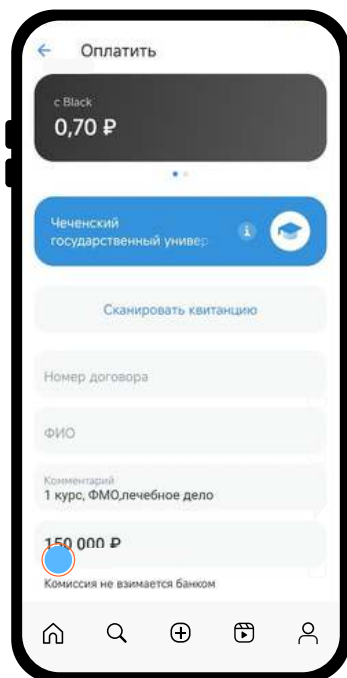 Оплатить
с Black
0,70 ₽
Чеченский
государственный универ
Сканировать квитанцию
Номер договора
ФИО
Комментарий
1 курс, ФМО,лечебное дело
150 000 ₽
Комиссия не взимается банком